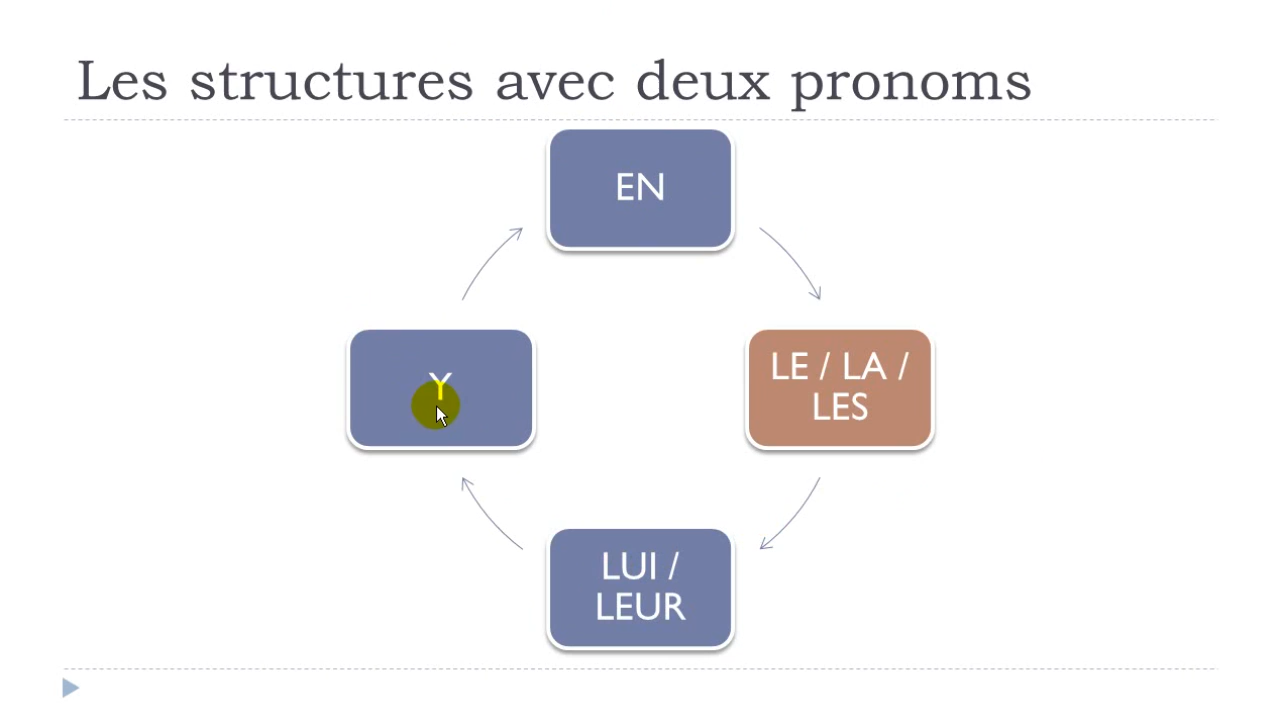 Les structures avec deux pronoms
EN
Y
LE / LA /
LES
LUI /
LEUR